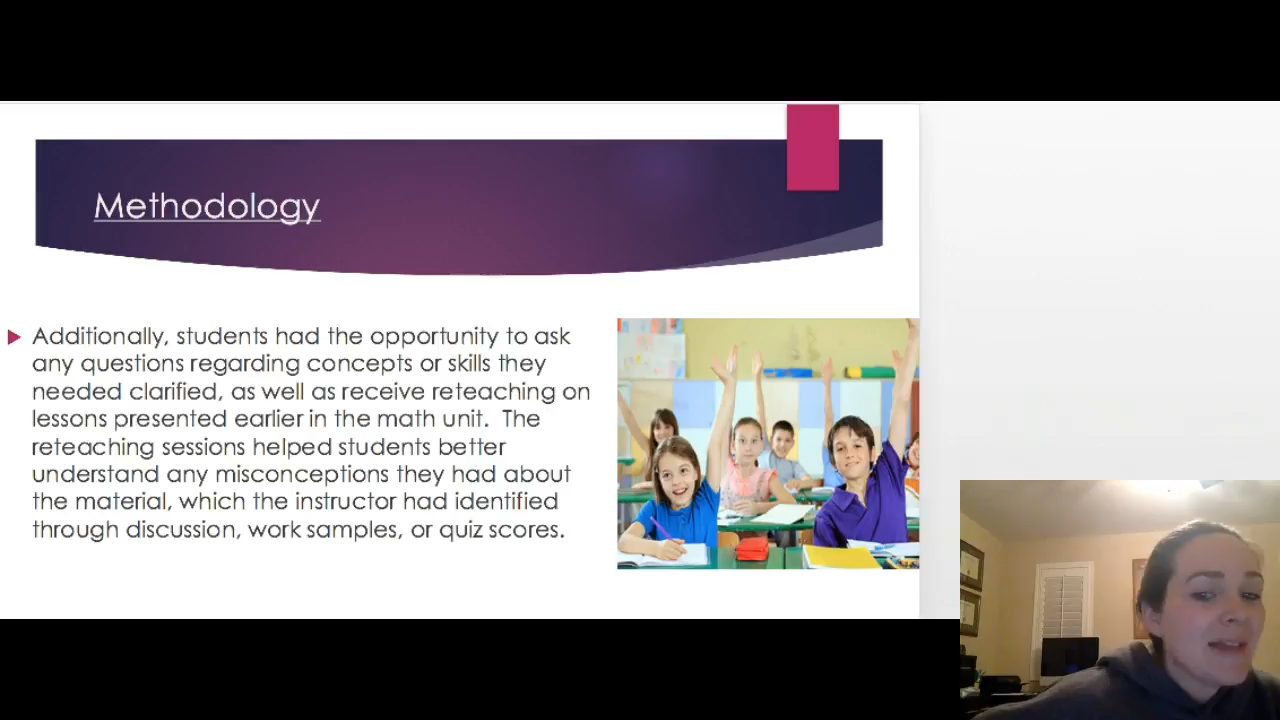 Methodology
Additionally, students had the opportunity to ask
any questions regarding concepts or skills they
needed clarified, as well as receive reteaching on
lessons presented earlier in the math unit.  The
reteaching sessions helped students better
understand any misconceptions they had about
the material, which the instructor had identified
through discussion, work samples, or quiz scores.